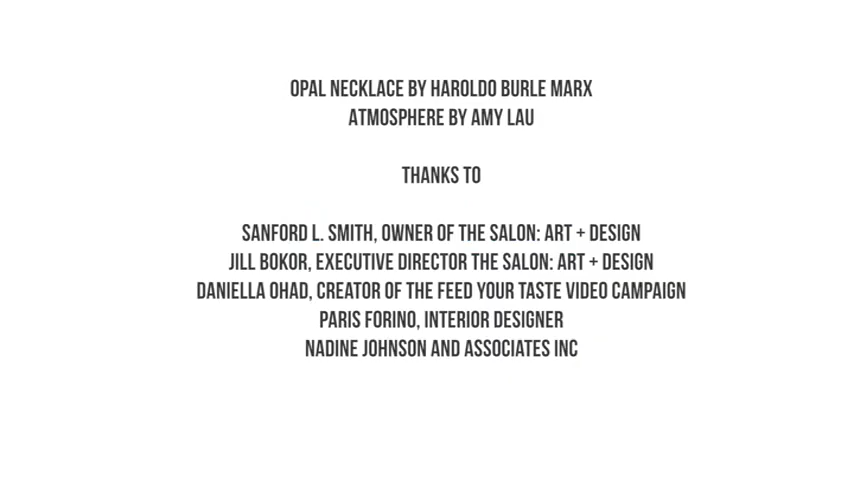 OPAL NECKLACE BY HAROLDO BURLE MARX
ATMOSPHERE BY AMY LAU
THANKS TO
SANFORD L. SMITH, OWNER OF THE SALON: ART + DESIGN
JILL BOKOR, EXECUTIVE DIRECTOR THE SALON: ART + DESIGN
DANIELLA OHAD, CREATOR OF THE FEED YOUR TASTE VIDEO CAMPAIGN
PARIS FORINO, INTERIOR DESIGNER
NADINE JOHNSON AND ASSOCIATES INC